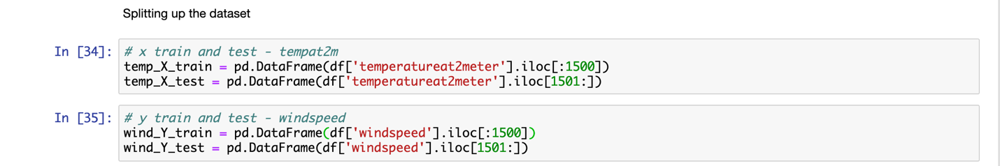 Splitting up the dataset
In [34]: # x train and test - tempat2m
temp_X_train = pd.DataFrame(df['temperatureat2meter'].iloc[:1500])
temp_X_test = pd.DataFrame(df['temperatureat2meter'].iloc[1501:])
In [35]: # y train and test - windspeed
wind_Y_train = pd.DataFrame(df['windspeed'].iloc[:1500])
wind_Y_test = pd.DataFrame(df['windspeed'].iloc[1501:])